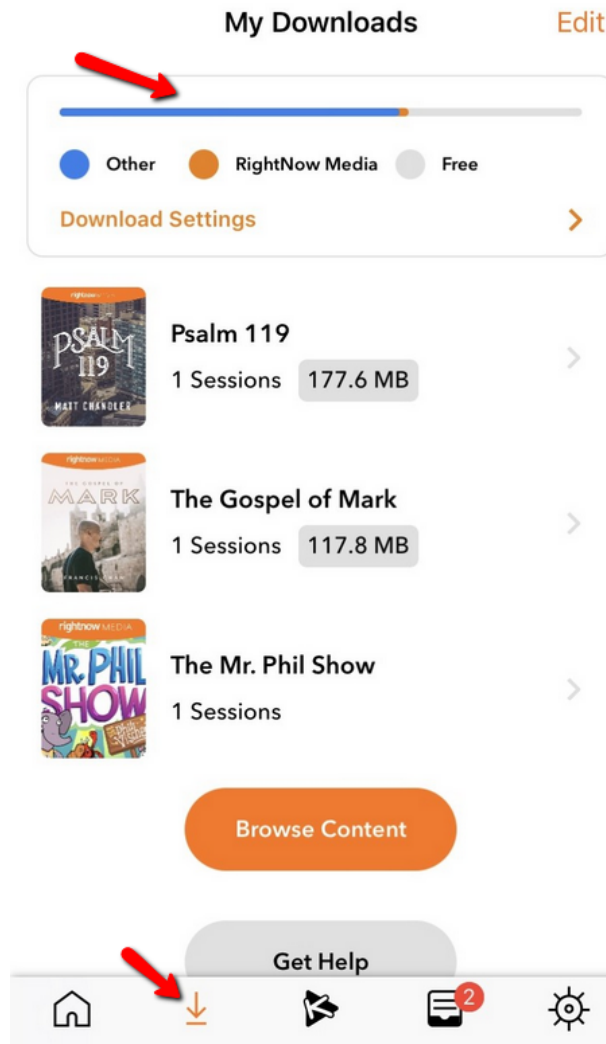 My Downloads
Edit
Other
RightNow Media
Free
Download Settings
rightnow MEDIA
PSALM
119
MATT CHANDLER
Psalm 119
1 Sessions
177.6 MB
rightnow MEDIA
THE GOSPEL OF
MARK
FRANCIS CHAN
The Gospel of Mark
1 Sessions
117.8 MB
rightnow MEDIA
THE
MR. PHIL
SHOW
The Mr. Phil Show
1 Sessions
Browse Content
Get Help
K
2